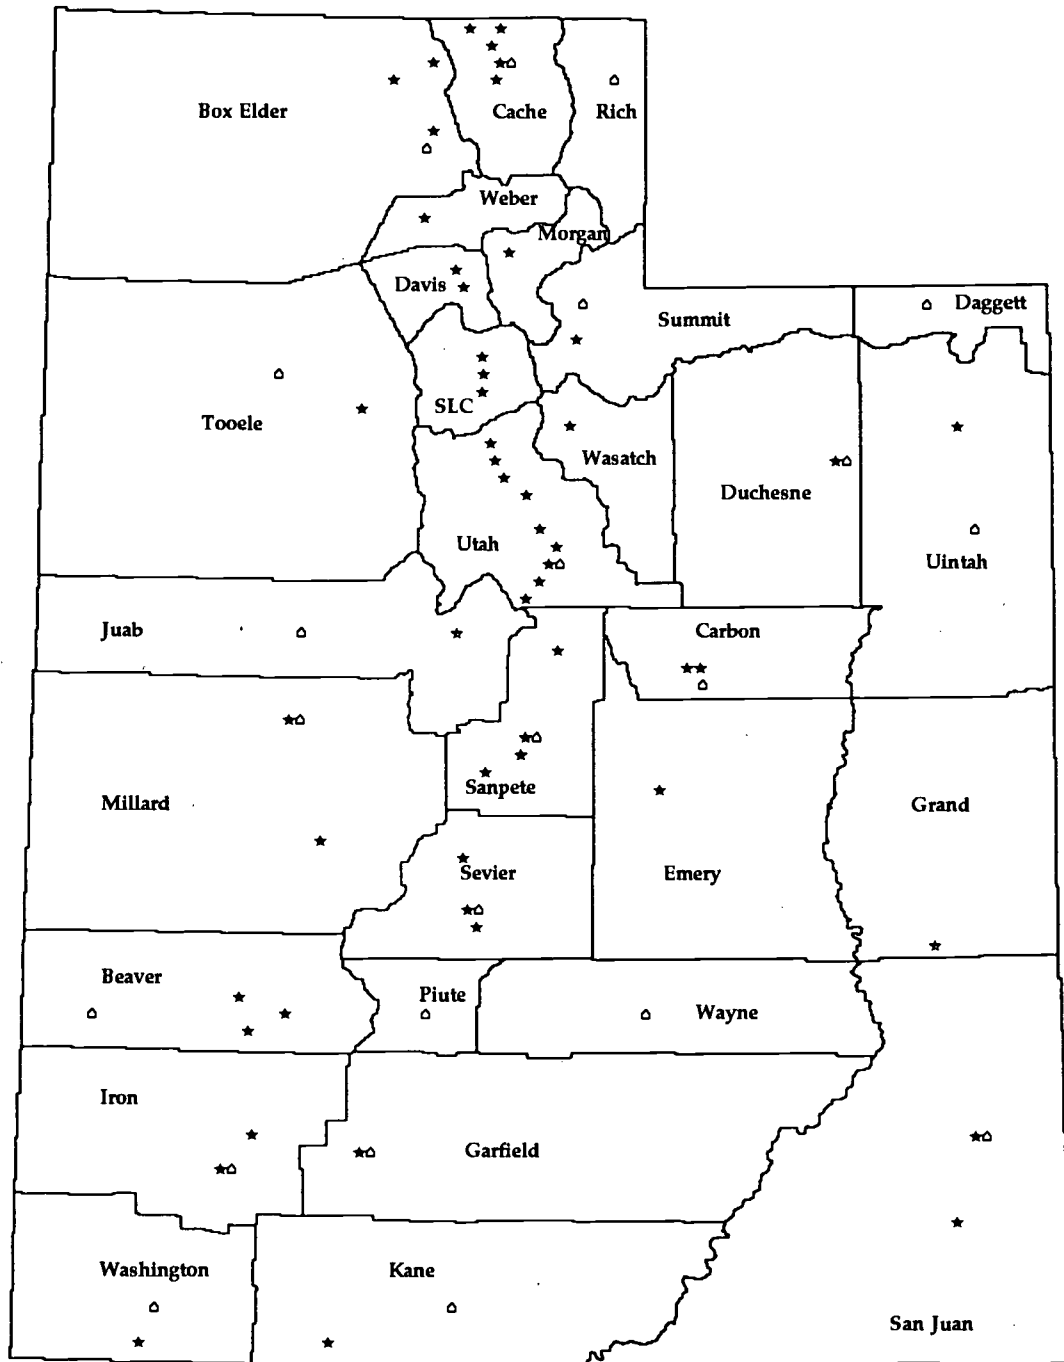 Box Elder
Cache
Rich
Weber
Morgan
Davis
Summit
Daggett
SLC
Tooele
Wasatch
Duchesne
Utah
Uintah
Juab
Carbon
Sanpete
Millard
Grand
Sevier
Emery
Beaver
Piute
Wayne
Iron
Garfield
Washington
Kane
San Juan